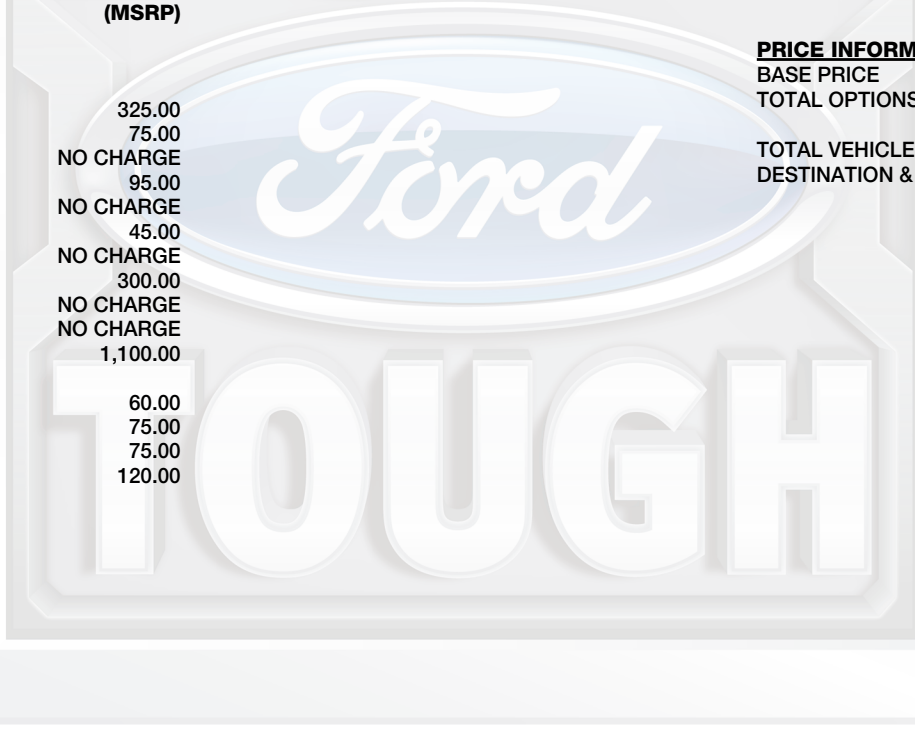 (MSRP)
325.00
75.00
NO CHARGE
95.00
NO CHARGE
45.00
NO CHARGE
300.00
NO CHARGE
NO CHARGE
1,100.00
60.00
75.00
75.00
120.00
PRICE INFORM
BASE PRICE
TOTAL OPTIONS
TOTAL VEHICLE
DESTINATION &
Ford
TOUGH